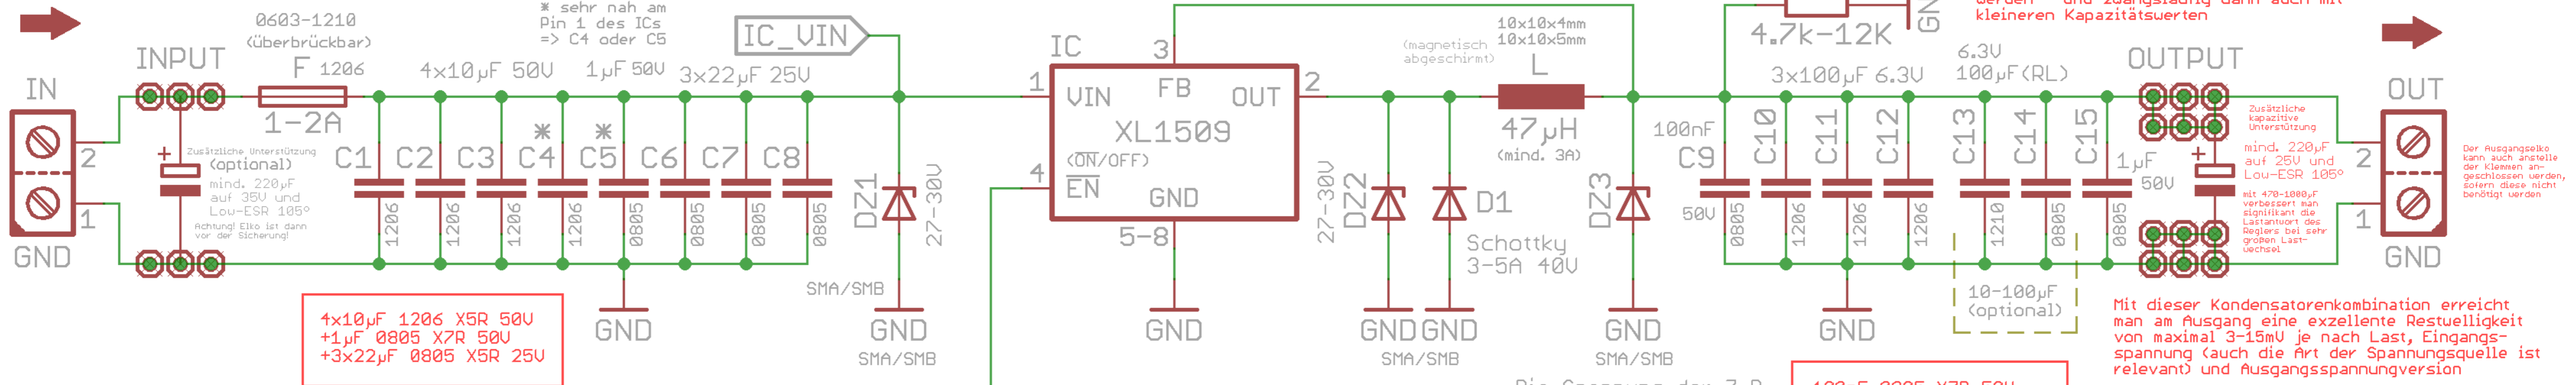 * sehr nah am
Pin 1 des ICs
=> C4 oder C5
0603-1210
(überbrückbar)
F 1206
1-2A
INPUT
IN
2
1
GND
+
Zusätzliche Unterstützung
(optional)
mind. 220µF
auf 35V und
Low-ESR 105°
Achtung! Elko ist dann
vor der Sicherung!
4x10µF 50V
1µF 50V
3x22µF 25V
* *
C1 C2 C3 C4 C5 C6 C7 C8
1206 1206 1206 1206 0805 0805 0805 0805
GND
4x10µF 1206 X5R 50V
+1µF 0805 X7R 50V
+3x22µF 0805 X5R 25V
IC_VIN
DZ1
27-30V
SMA/SMB
GND
SMA/SMB
IC
3
1
2
VIN FB OUT
XL1509
(ON/OFF)
4
EN
GND
5-8
GND
27-30V
DZ2
D1
Schottky
3-5A 40V
GND GND
SMA/SMB
(magnetisch
abgeschirmt)
10x10x4mm
10x10x5mm
L
47µH
(mind. 3A)
DZ3
GND
SMA/SMB
4.7k-12K
GN
kleineren Kapazitätswerten
3x100µF 6.3V
6.3V
100µF(RL)
100nF
C9
50V
0805
C10 C11 C12 C13 C14 C15
1206 1206 1206 1210 0805 0805
1µF
50V
10-100µF
(optional)
GND
OUTPUT
+
Zusätzliche
kapazitive
Unterstützung
mind. 220µF
auf 25V und
Low-ESR 105°
mit 470-1000µF
verbessert man
signifikant die
Lastantwort des
Reglers bei sehr
großen Last-
wechsel
OUT
2
1
GND
Der Ausgangselko
kann auch anstelle
der Klemmen an-
geschlossen werden,
sofern diese nicht
benötigt werden
Mit dieser Kondensatorenkombination erreicht
man am Ausgang eine exzellente Restwelligkeit
von maximal 3-15mV je nach Last, Eingangs-
spannung (auch die Art der Spannungsquelle ist
relevant) und Ausgangsspannungversion